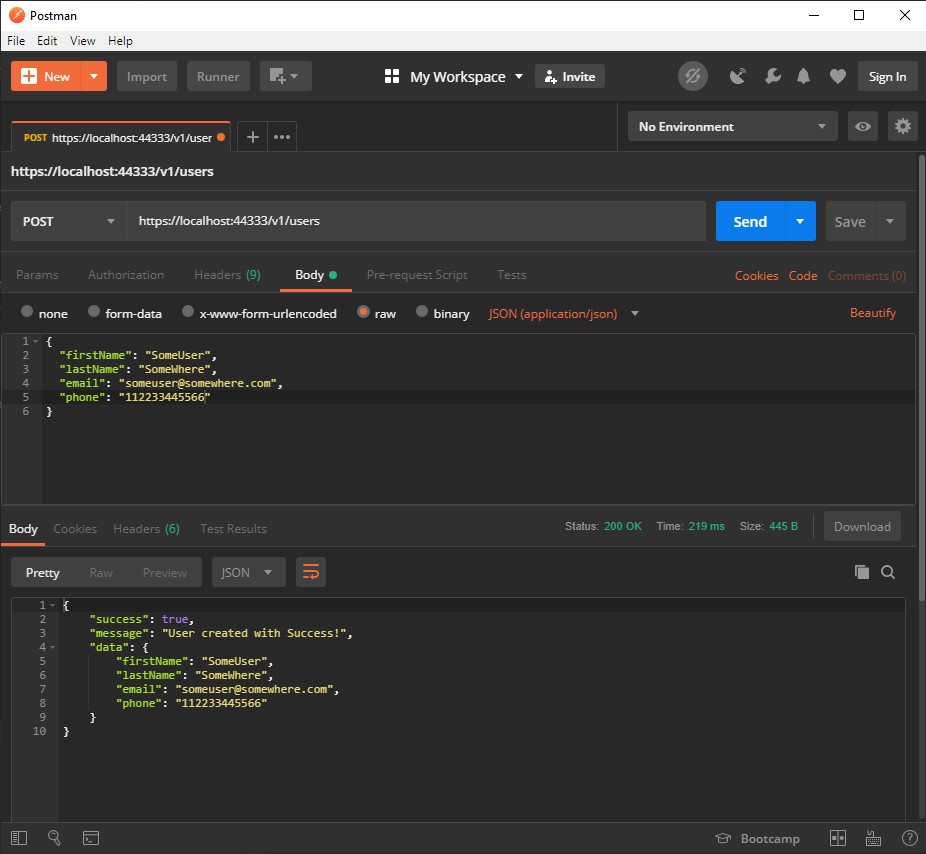 Postman
File Edit View Help
New Import Runner My Workspace Invite Sign In
POST https://localhost:44333/v1/user No Environment
https://localhost:44333/v1/users
POST https://localhost:44333/v1/users Send Save
Params Authorization Headers (9) Body Pre-request Script Tests Cookies Code Comments (0)
none form-data x-www-form-urlencoded raw binary JSON (application/json) Beautify
1 {
2 "firstName": "SomeUser",
3 "lastName": "SomeWhere",
4 "email": "someuser@somewhere.com",
5 "phone": "112233445566"
6 }
Body Cookies Headers (6) Test Results Status: 200 OK Time: 219 ms Size: 445 B Download
Pretty Raw Preview JSON
1 {
2 "success": true,
3 "message": "User created with Success!",
4 "data": {
5 "firstName": "SomeUser",
6 "lastName": "SomeWhere",
7 "email": "someuser@somewhere.com",
8 "phone": "112233445566"
9 }
10 }
Bootcamp